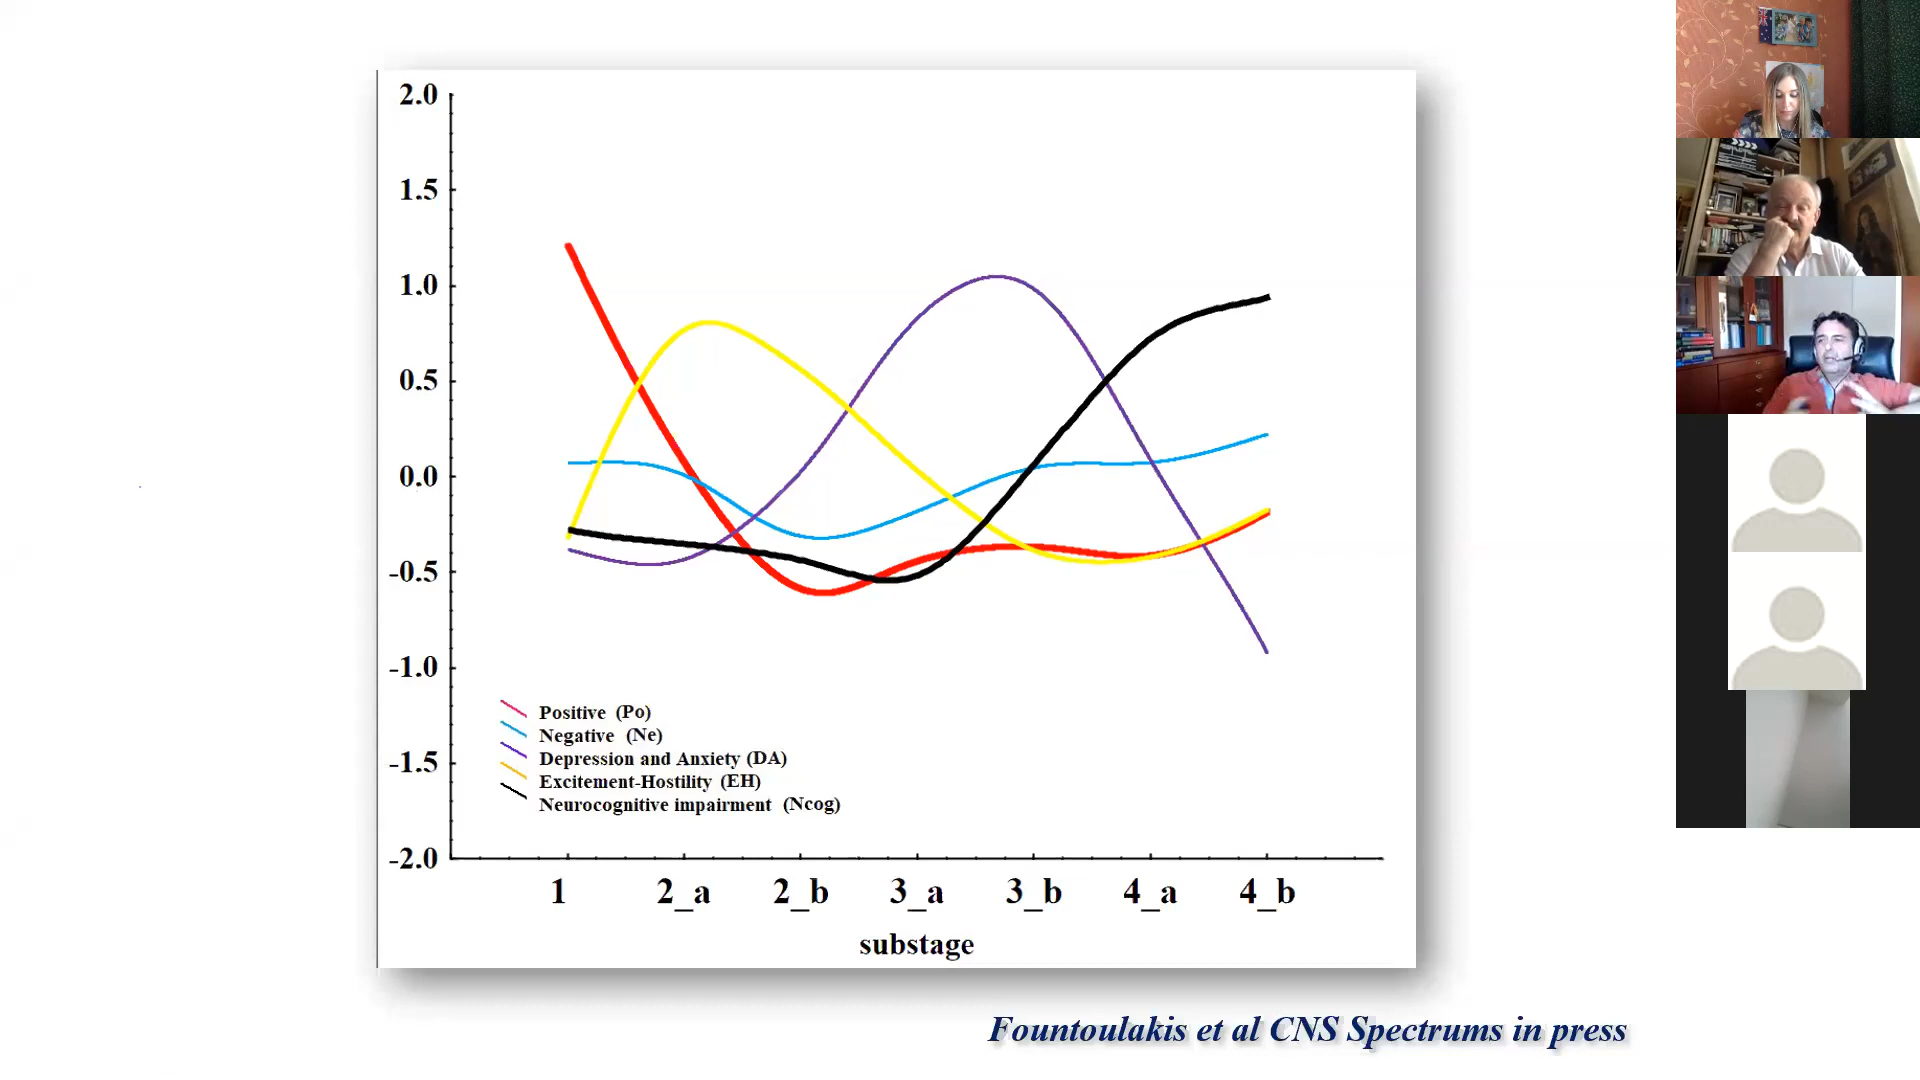 2.0
1.5
1.0
0.5
0.0
-0.5
-1.0
-1.5
-2.0
Positive (Po)
Negative (Ne)
Depression and Anxiety (DA)
Excitement-Hostility (EH)
Neurocognitive impairment (Ncog)
1 2_a 2_b 3_a 3_b 4_a 4_b
substage
Fountoulakis et al CNS Spectrums in press